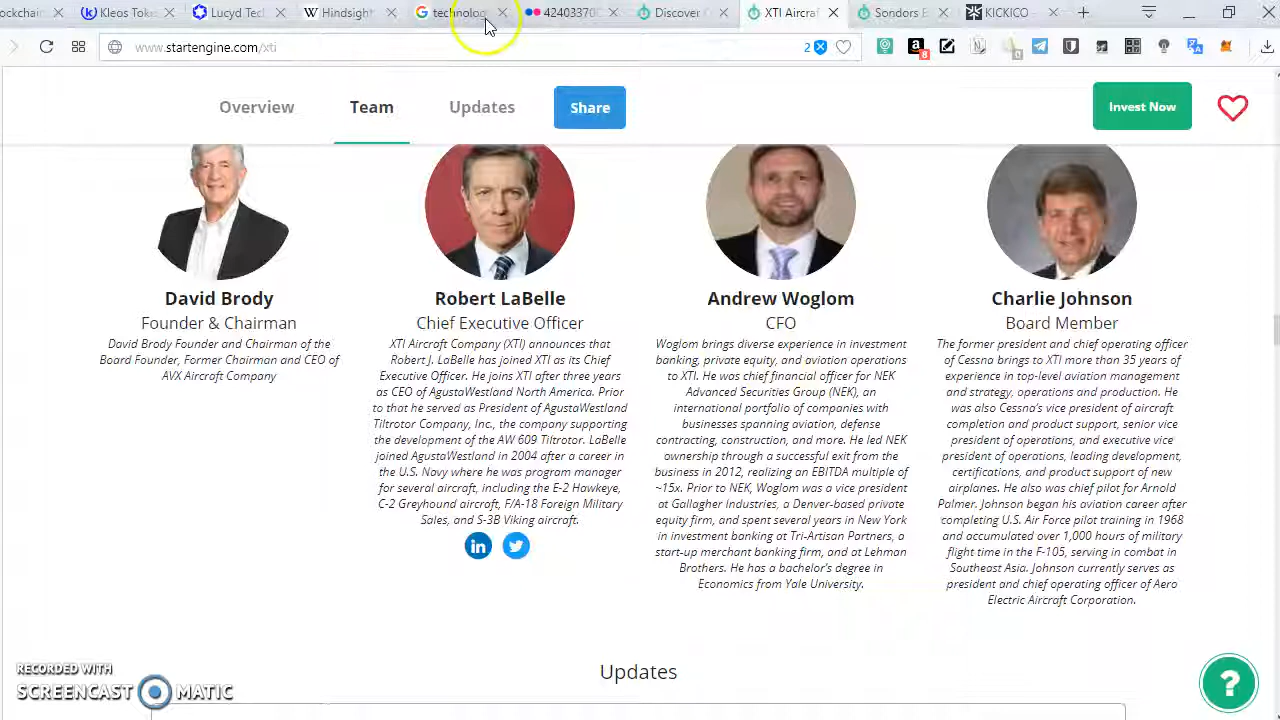 ockchain
Kleos Toke
Lucyd Tech
Hindsight
technolog
42403370
Discover
XTI Aircraf
Sensors B
KICKICO
www.startengine.com/xti
2
8
0
Overview
Team
Updates
Share
Invest Now
David Brody
Founder & Chairman
David Brody Founder and Chairman of the
Board Founder, Former Chairman and CEO of
AVX Aircraft Company
Robert LaBelle
Chief Executive Officer
XTI Aircraft Company (XTI) announces that
Robert J. LaBelle has joined XTI as its Chief
Executive Officer. He joins XTI after three years
as CEO of AgustaWestland North America. Prior
to that he served as President of AgustaWestland
Tiltrotor Company, Inc., the company supporting
the development of the AW 609 Tiltrotor. LaBelle
joined AgustaWestland in 2004 after a career in
the U.S. Navy where he was program manager
for several aircraft, including the E-2 Hawkeye,
C-2 Greyhound aircraft, F/A-18 Foreign Military
Sales, and S-3B Viking aircraft.
Andrew Woglom
CFO
Woglom brings diverse experience in investment
banking, private equity, and aviation operations
to XTI. He was chief financial officer for NEK
Advanced Securities Group (NEK), an
international portfolio of companies with
businesses spanning aviation, defense
contracting, construction, and more. He led NEK
ownership through a successful exit from the
business in 2012, realizing an EBITDA multiple of
~15x. Prior to NEK, Woglom was a vice president
at Gallagher Industries, a Denver-based private
equity firm, and spent several years in New York
in investment banking at Tri-Artisan Partners, a
start-up merchant banking firm, and at Lehman
Brothers. He has a bachelor's degree in
Economics from Yale University.
Charlie Johnson
Board Member
The former president and chief operating officer
of Cessna brings to XTI more than 35 years of
experience in top-level aviation management
and strategy, operations and production. He
was also Cessna's vice president of aircraft
completion and product support, senior vice
president of operations, and executive vice
president of operations, leading development,
certifications, and product support of new
airplanes. He also was chief pilot for Arnold
Palmer. Johnson began his aviation career after
completing U.S. Air Force pilot training in 1968
and accumulated over 1,000 hours of military
flight time in the F-105, serving in combat in
Southeast Asia. Johnson currently serves as
president and chief operating officer of Aero
Electric Aircraft Corporation.
Updates
?
RECORDED WITH
SCREENCAST MATIC